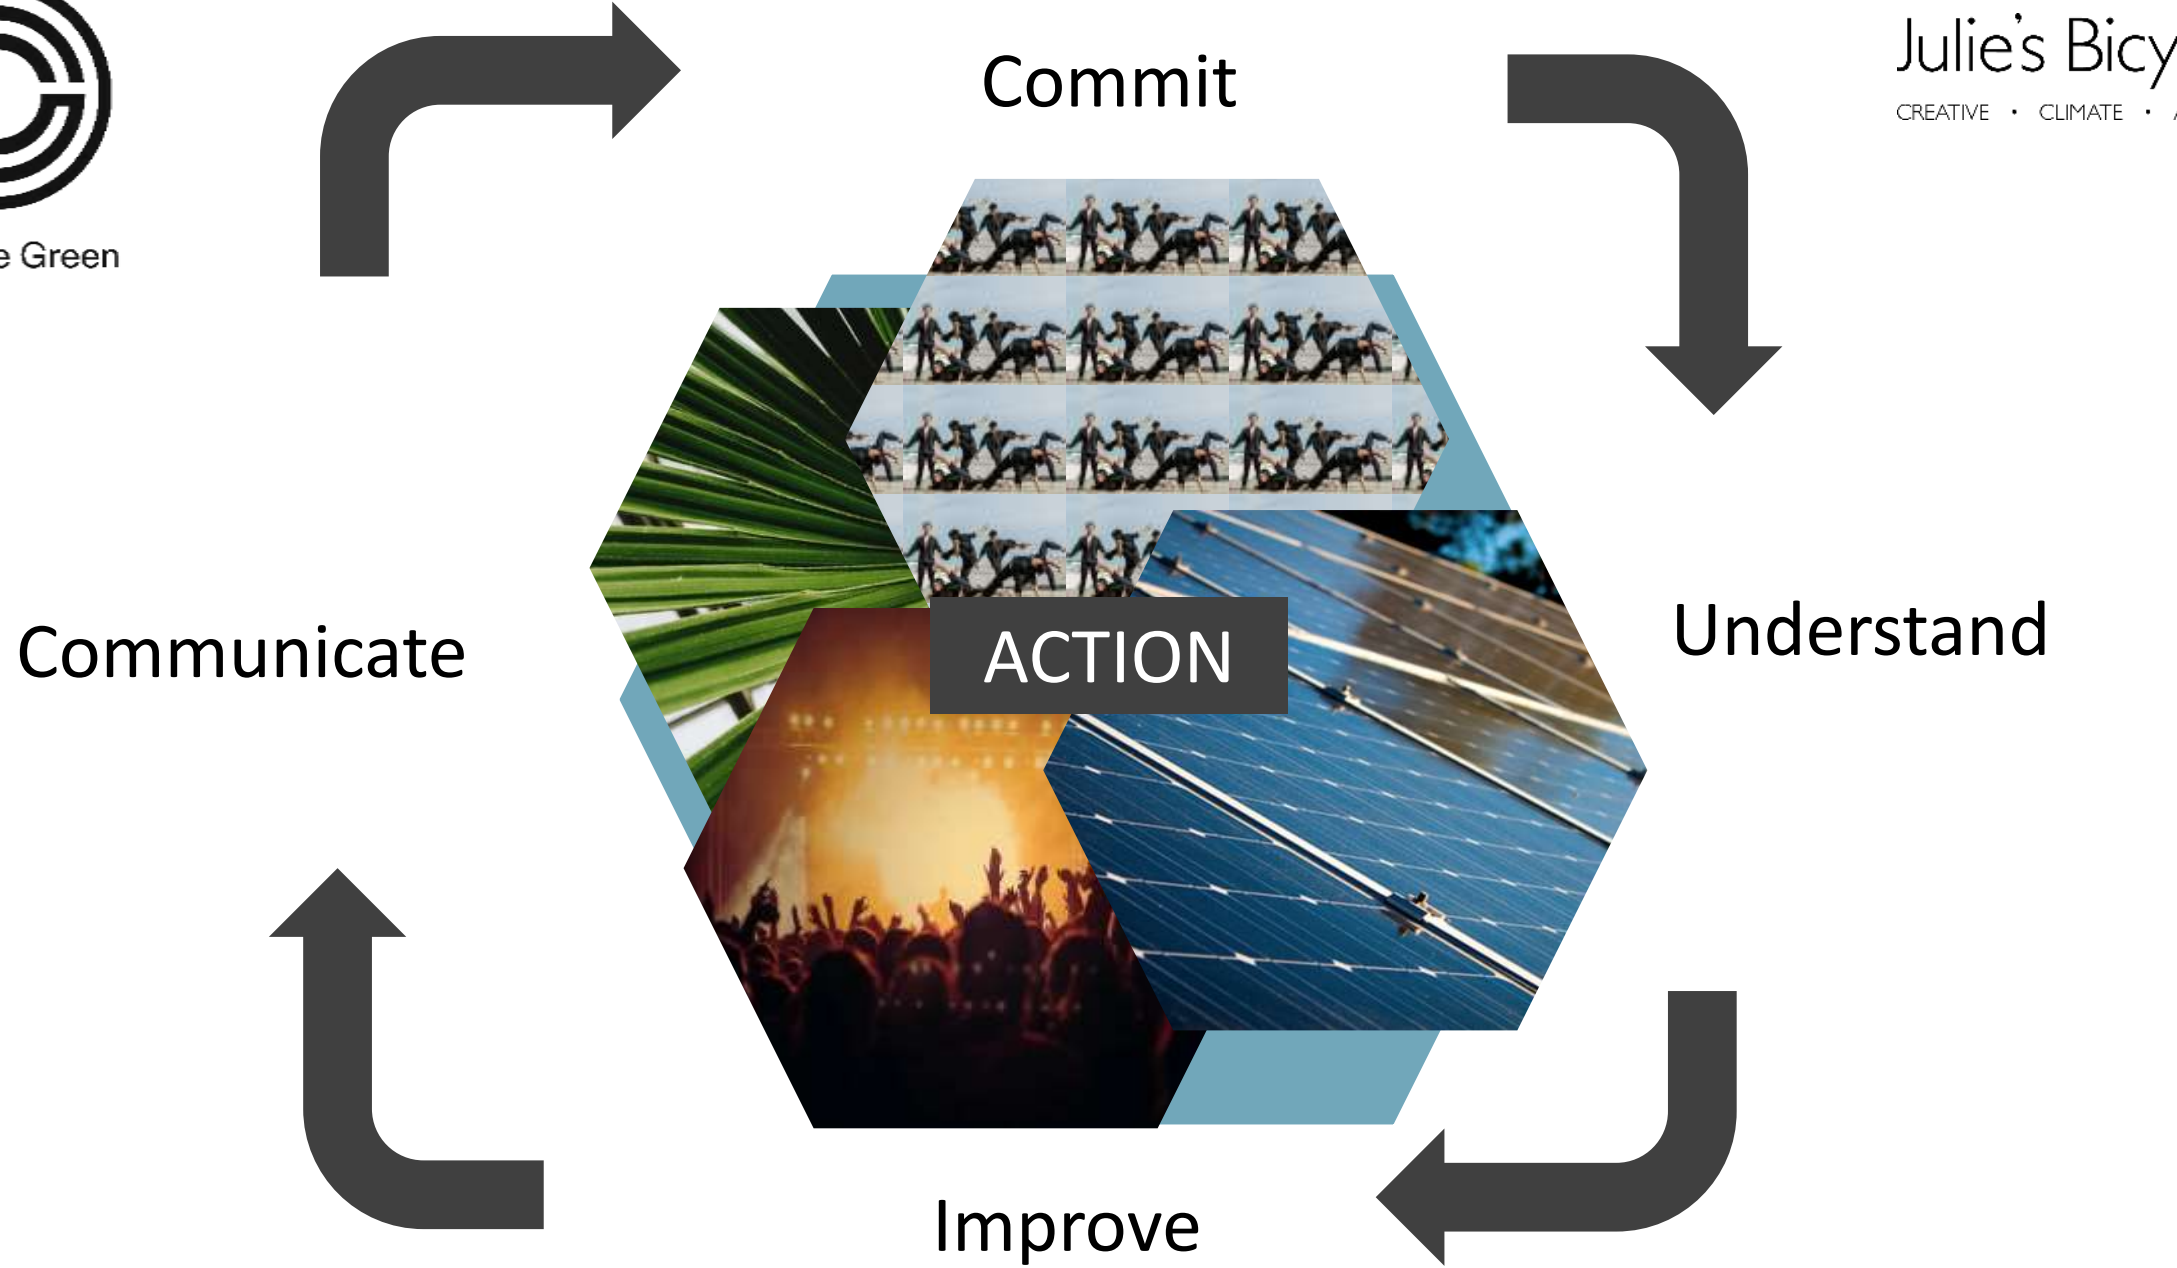 Commit
Julie's Bicy
CREATIVE • CLIMATE •
e Green
Communicate
ACTION
Understand
Improve